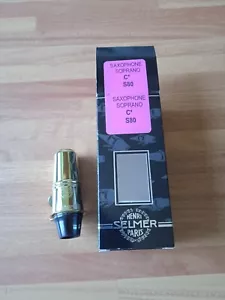 SAXOPHONE
SOPRANO
C*
S80
SAXOPHONE
SOPRANO
C*
S80
HENRI
SELMER
PARIS